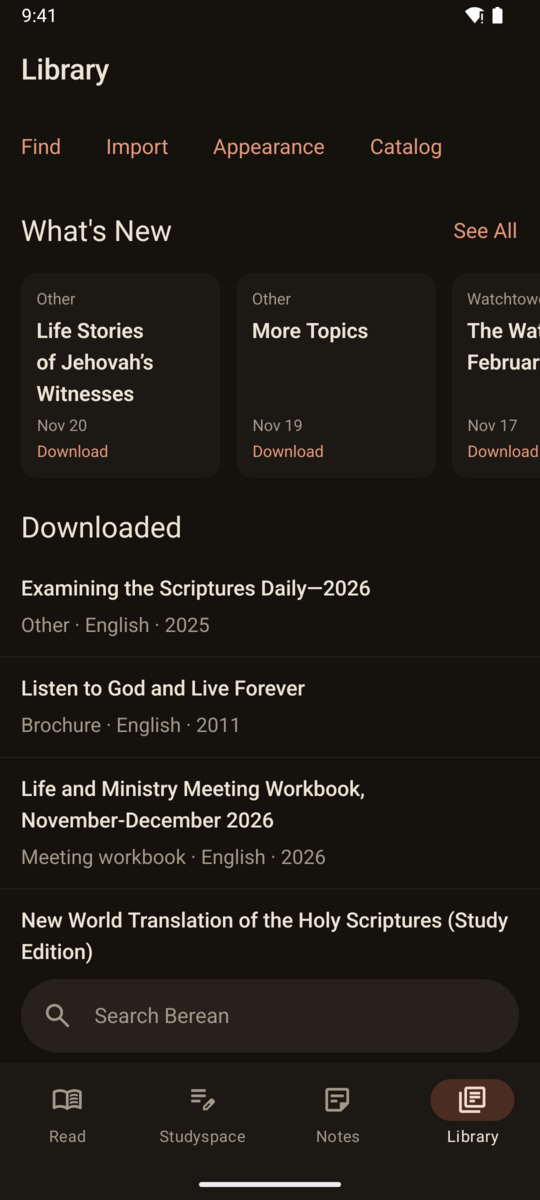 9:41
Library
Find Import Appearance Catalog
What's New See All
Other
Life Stories
of Jehovah’s
Witnesses
Nov 20
Download
Other
More Topics
Nov 19
Download
The
Nov 17
Download
Downloaded
Examining the Scriptures Daily—2026
Other · English · 2025
Listen to God and Live Forever
Brochure · English · 2011
Life and Ministry Meeting Workbook,
November-December 2026
Meeting workbook · English · 2026
New World Translation of the Holy Scriptures (Study
Edition)
Search Berean
Read Studyspace Notes Library